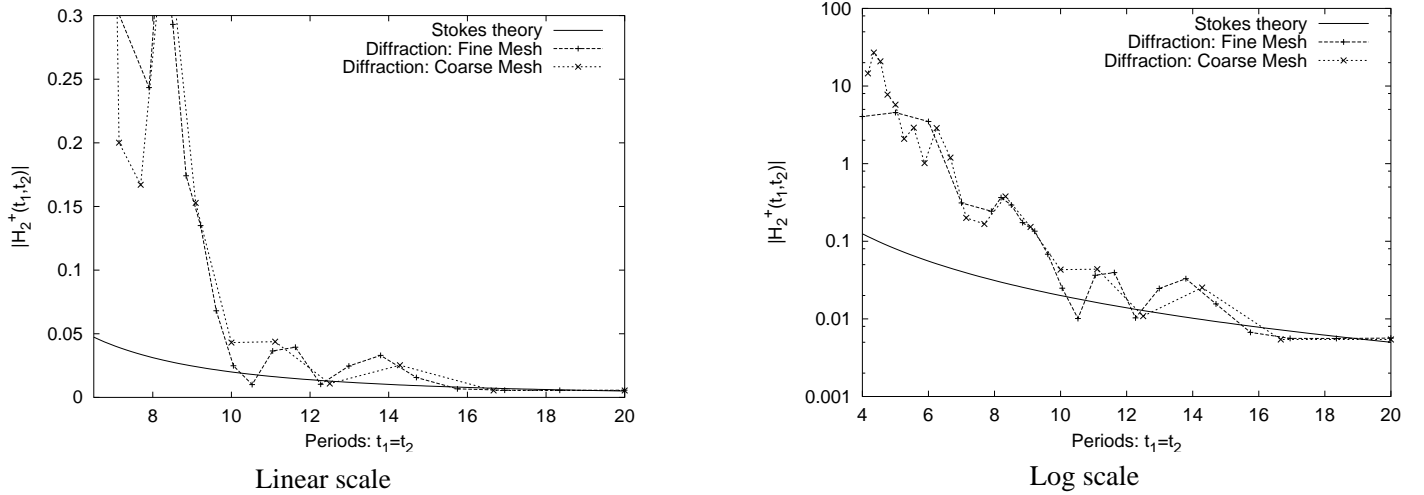 0.3
0.25
0.2
0.15
0.1
0.05
0
8
10
12
14
16
18
20
|H₂⁺(t₁,t₂)|
Periods: t₁=t₂
Stokes theory
Diffraction: Fine Mesh
Diffraction: Coarse Mesh
Linear scale
100
10
1
0.1
0.01
0.001
4
6
8
10
12
14
16
18
20
|H₂⁺(t₁,t₂)|
Periods: t₁=t₂
Stokes theory
Diffraction: Fine Mesh
Diffraction: Coarse Mesh
Log scale